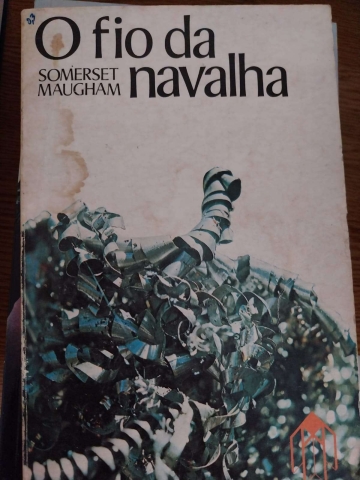 O fio da
SOMERSET
MAUGHAM
navalha